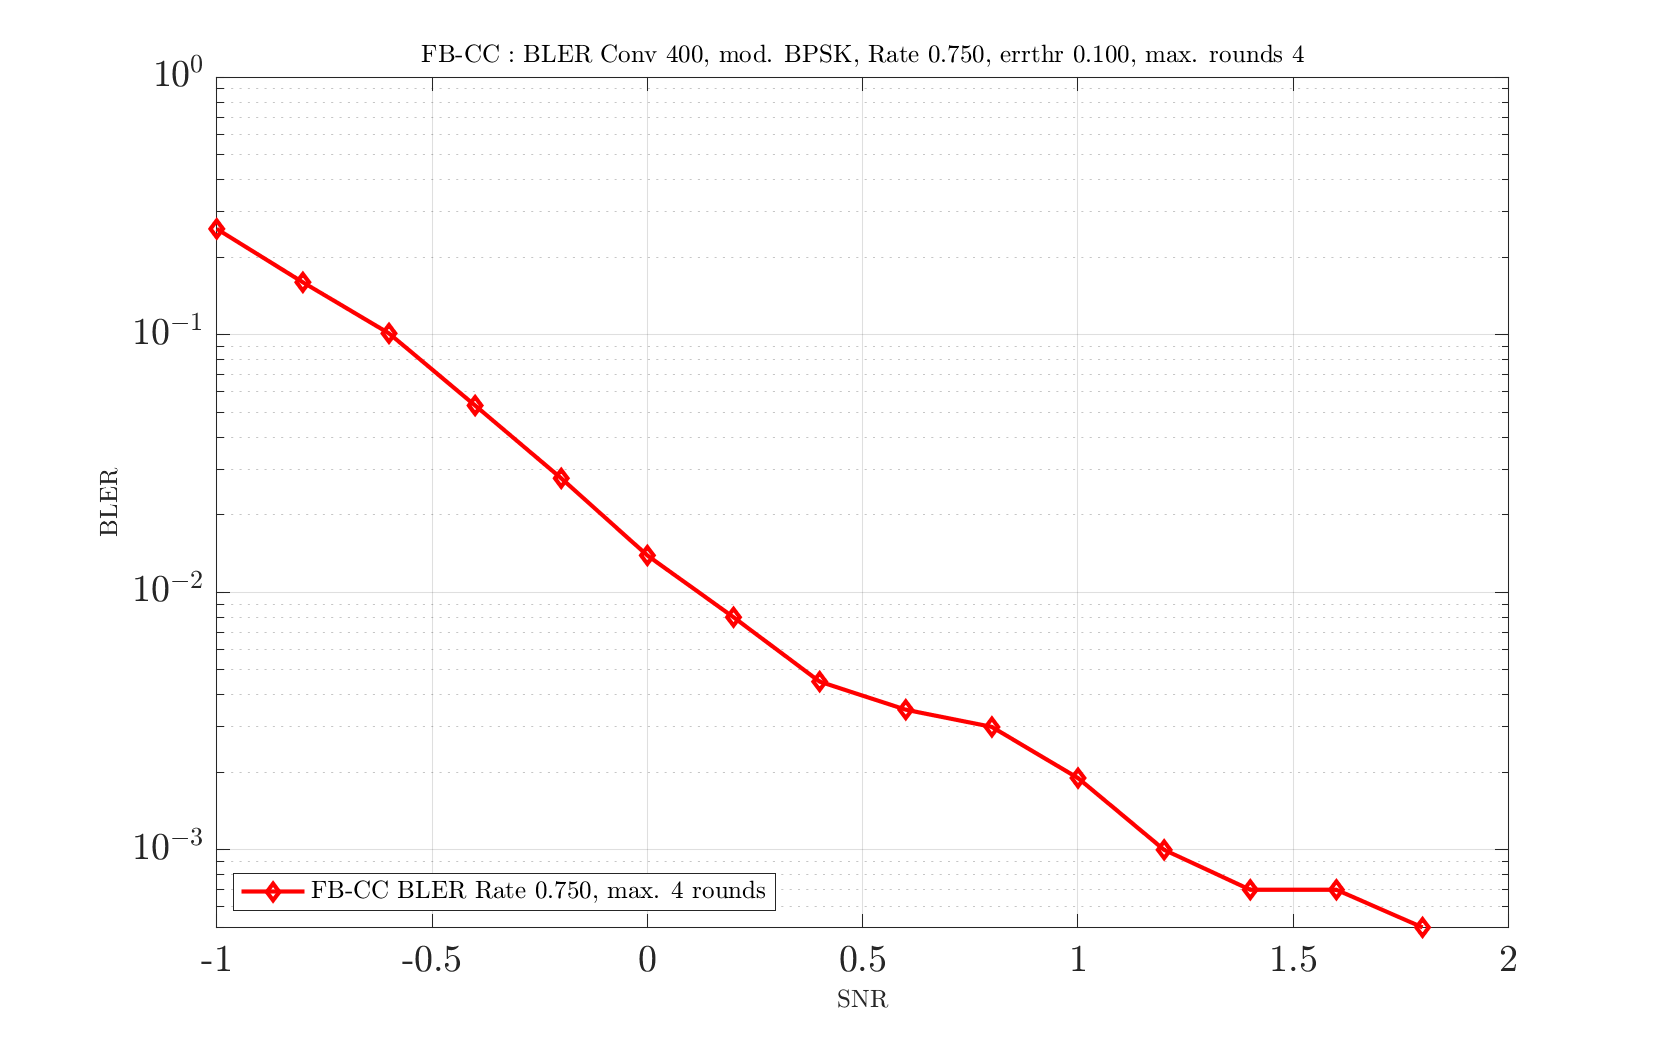 FB-CC : BLER Conv 400, mod. BPSK, Rate 0.750, errthr 0.100, max. rounds 4
10^0
10^{-1}
10^{-2}
10^{-3}
BLER
FB-CC BLER Rate 0.750, max. 4 rounds
-1 -0.5 0 0.5 1 1.5 2
SNR